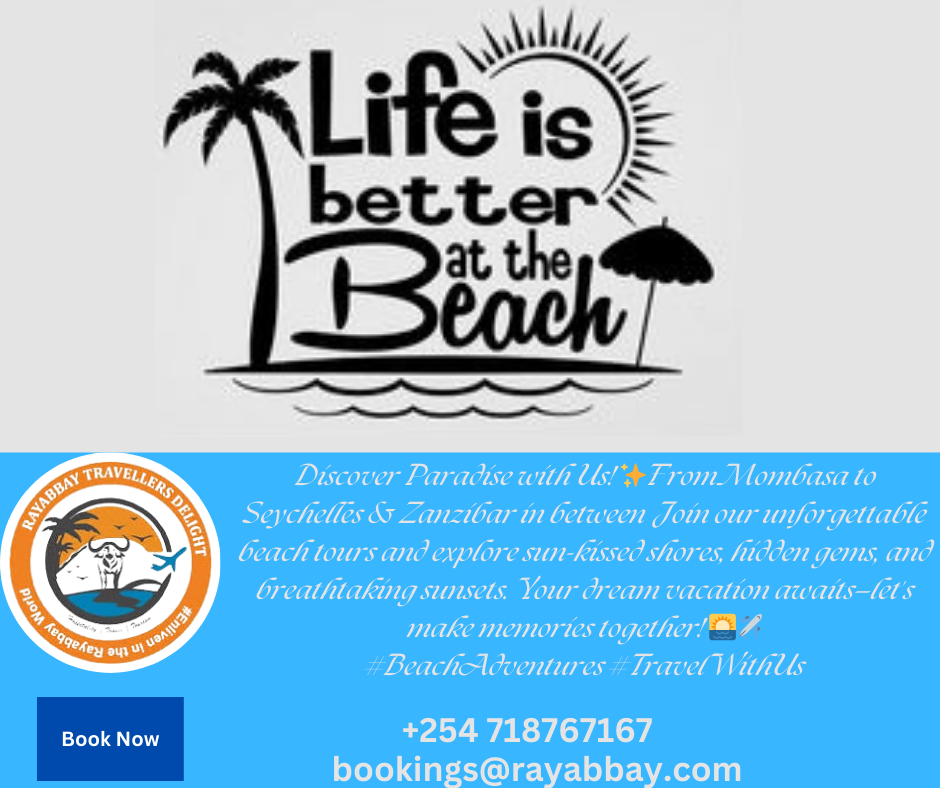 Life is
better
at the
Beach
Discover Paradise with Us!✨From Mombasa to
Seychelles & Zanzibar in between Join our unforgettable
beach tours and explore sun-kissed shores, hidden gems, and
breathtaking sunsets. Your dream vacation awaits—let's
make memories together!🌅✈️
#BeachAdventures #TravelWithUs
RAYABBAY TRAVELLERS DELIGHT
Hospitality | Travel | Tourism
#Enliven in the Rayabbay World
Book Now
+254 718767167
bookings@rayabbay.com